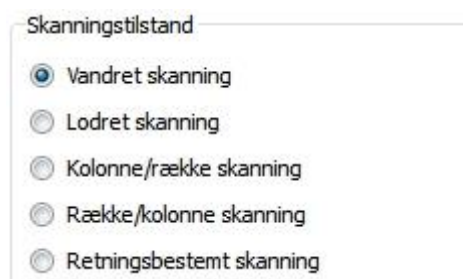 Skanningstilstand
Vandret skanning
Lodret skanning
Kolonne/række skanning
Række/kolonne skanning
Retningsbestemt skanning